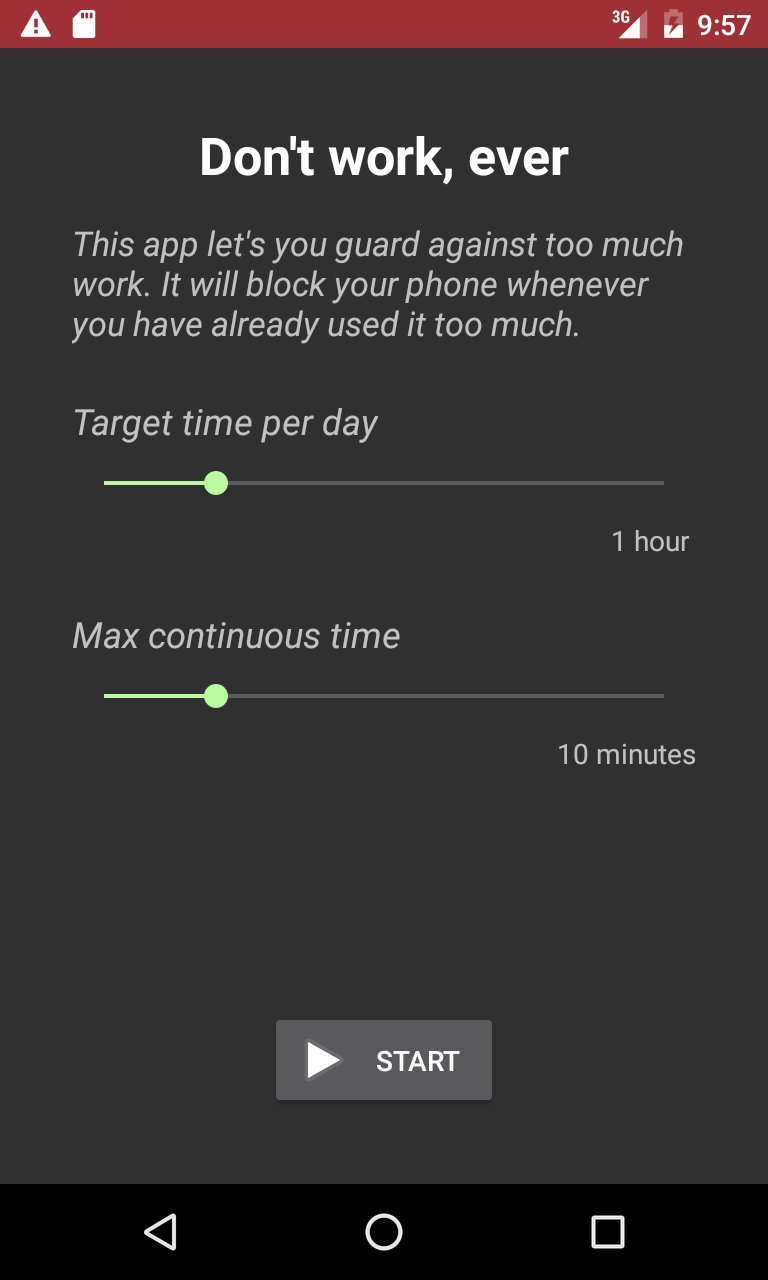 3G 9:57
Don't work, ever
This app let's you guard against too much
work. It will block your phone whenever
you have already used it too much.
Target time per day
1 hour
Max continuous time
10 minutes
START